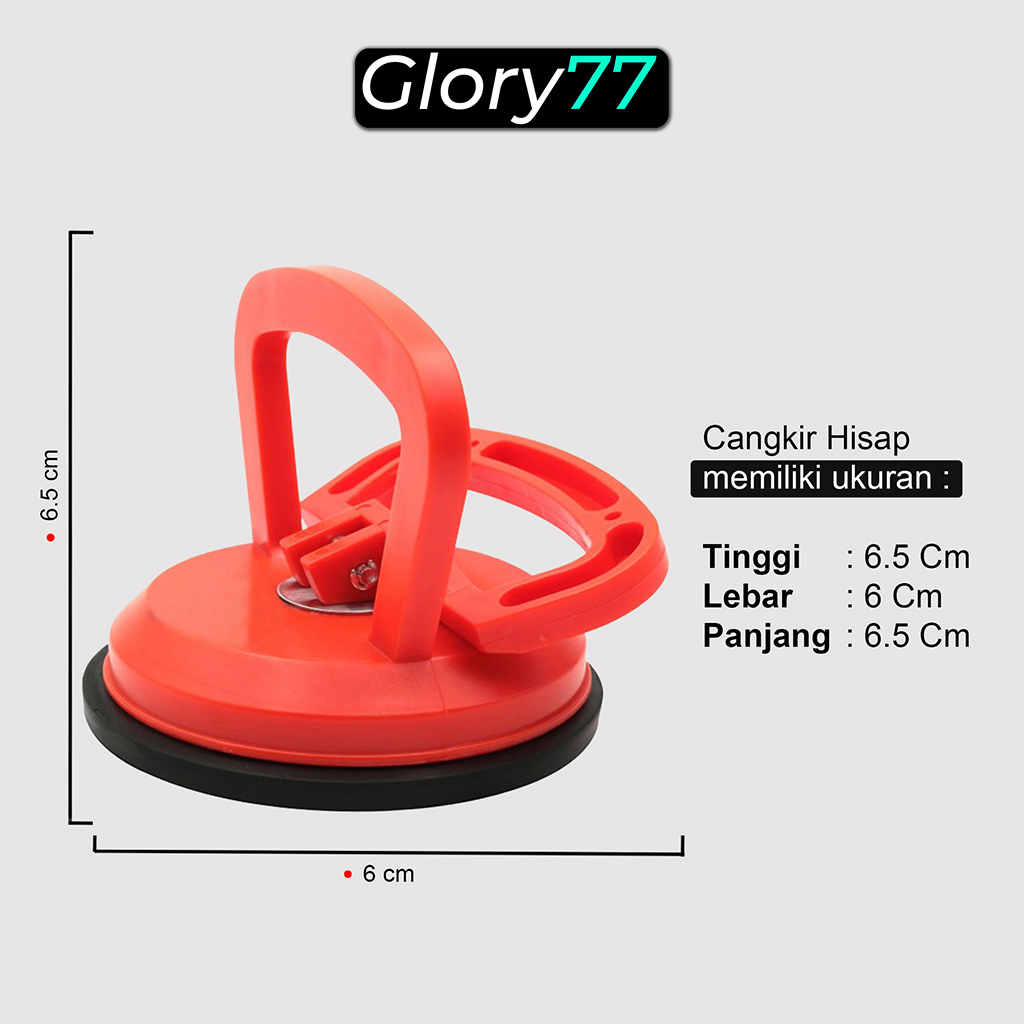 Glory77
6.5 cm
Cangkir Hisap
memiliki ukuran :
Tinggi : 6.5 Cm
Lebar : 6 Cm
Panjang : 6.5 Cm
6 cm